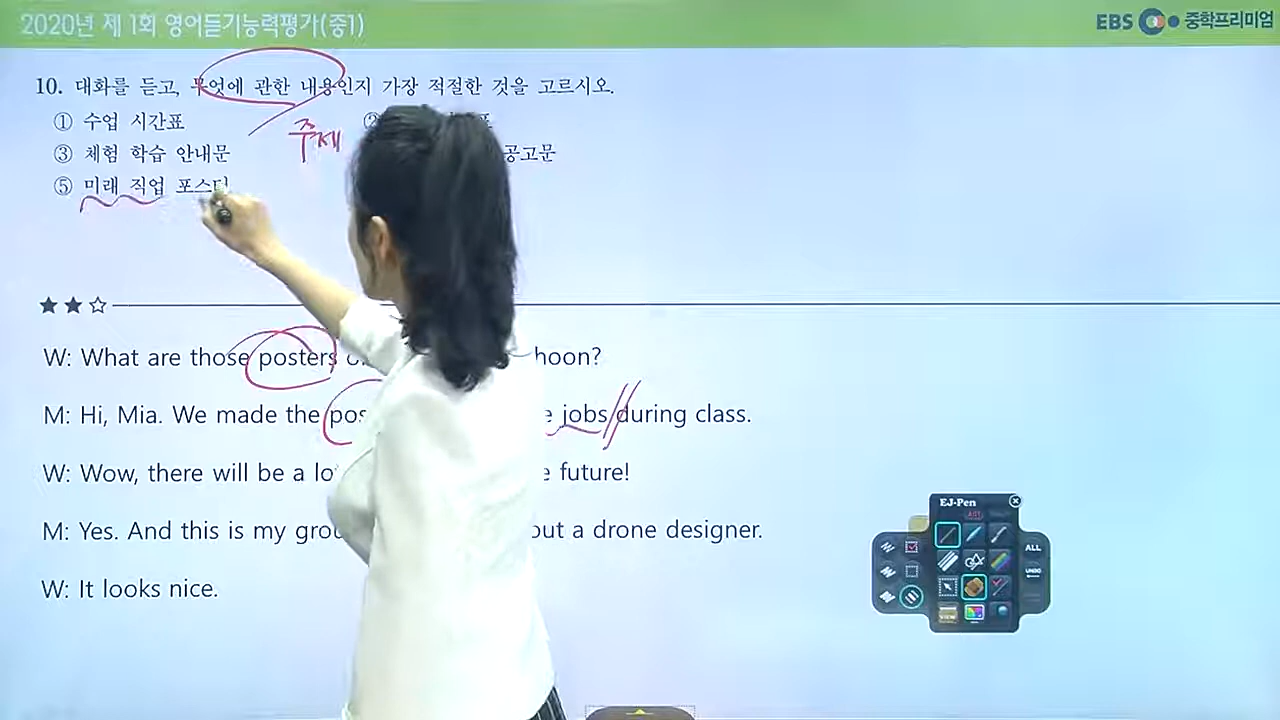 2020년 제 1회 영어듣기능력평가(중1)
EBS 중학프리미엄
10. 대화를 듣고, 무엇에 관한 내용인지 가장 적절한 것을 고르시오.
① 수업 시간표
②
주제
③ 체험 학습 안내문
공고문
⑤ 미래 직업 포스터
W: What are those posters hoon?
M: Hi, Mia. We made the jobs during class.
W: Wow, there will be a future!
M: Yes. And this is my a drone designer.
W: It looks nice.
EJ-Pen
ALL
UNDO
VIEW